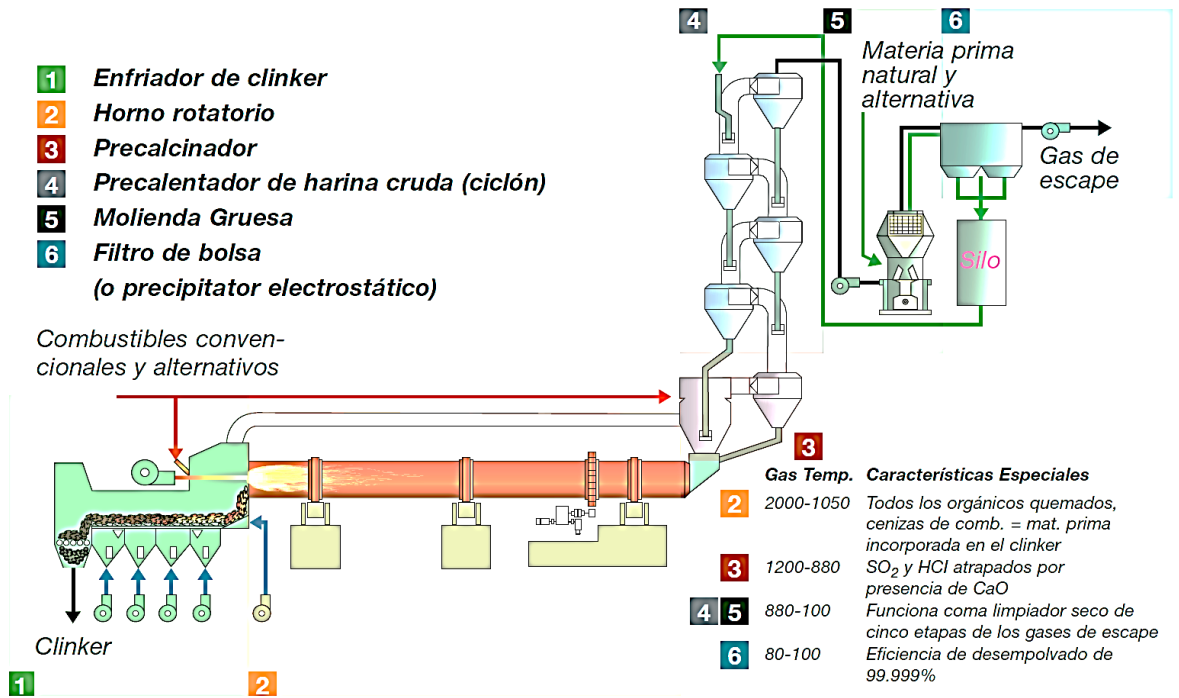 4 5 6
1 Enfriador de clinker
2 Horno rotatorio
3 Precalcinador
4 Precalentador de harina cruda (ciclón)
5 Molienda Gruesa
6 Filtro de bolsa
(o precipitator electrostático)
Materia prima
natural y
alternativa
Gas de
escape
Silo
Combustibles conven-
cionales y alternativos
Clinker
1 2
3
Gas Temp. Características Especiales
2 2000-1050 Todos los orgánicos quemados,
cenizas de comb. = mat. prima
incorporada en el clinker
3 1200-880 SO₂ y HCI atrapados por
presencia de CaO
4 5 880-100 Funciona coma limpiador seco de
cinco etapas de los gases de escape
6 80-100 Eficiencia de desempolvado de
99.999%